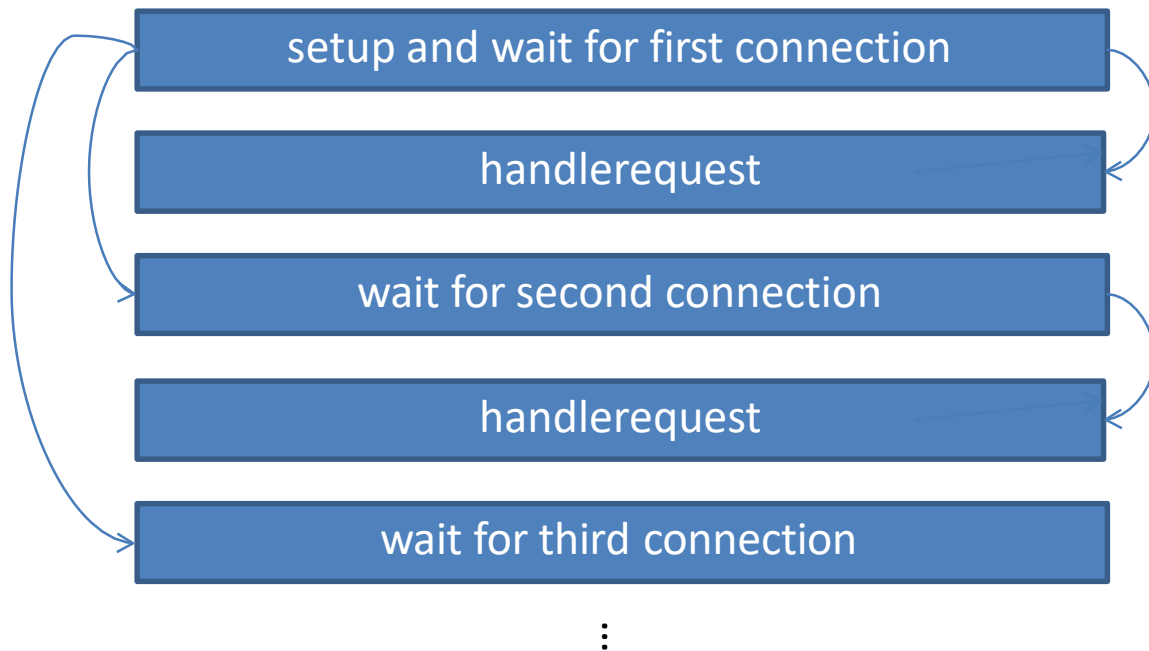 setup and wait for first connection
handlerequest
wait for second connection
handlerequest
wait for third connection
⋮